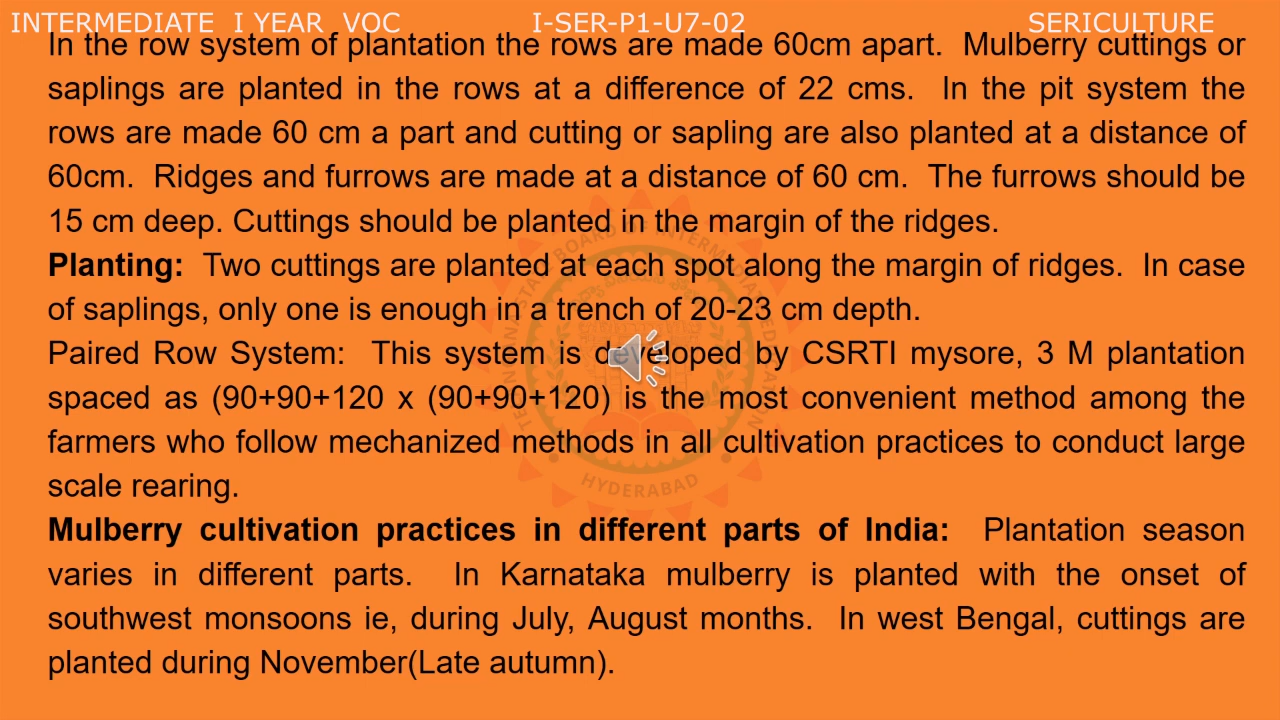 INTERMEDIATE I YEAR VOC I-SER-P1-U7-02 SERICULTURE
In the row system of plantation the rows are made 60cm apart. Mulberry cuttings or
saplings are planted in the rows at a difference of 22 cms. In the pit system the
rows are made 60 cm a part and cutting or sapling are also planted at a distance of
60cm. Ridges and furrows are made at a distance of 60 cm. The furrows should be
15 cm deep. Cuttings should be planted in the margin of the ridges.
Planting: Two cuttings are planted at each spot along the margin of ridges. In case
of saplings, only one is enough in a trench of 20-23 cm depth.
Paired Row System: This system is developed by CSRTI mysore, 3 M plantation
spaced as (90+90+120 x (90+90+120) is the most convenient method among the
farmers who follow mechanized methods in all cultivation practices to conduct large
scale rearing.
Mulberry cultivation practices in different parts of India: Plantation season
varies in different parts. In Karnataka mulberry is planted with the onset of
southwest monsoons ie, during July, August months. In west Bengal, cuttings are
planted during November(Late autumn).
TELANGANA STATE BOARD OF INTERMEDIATE EDUCATION
HYDERABAD